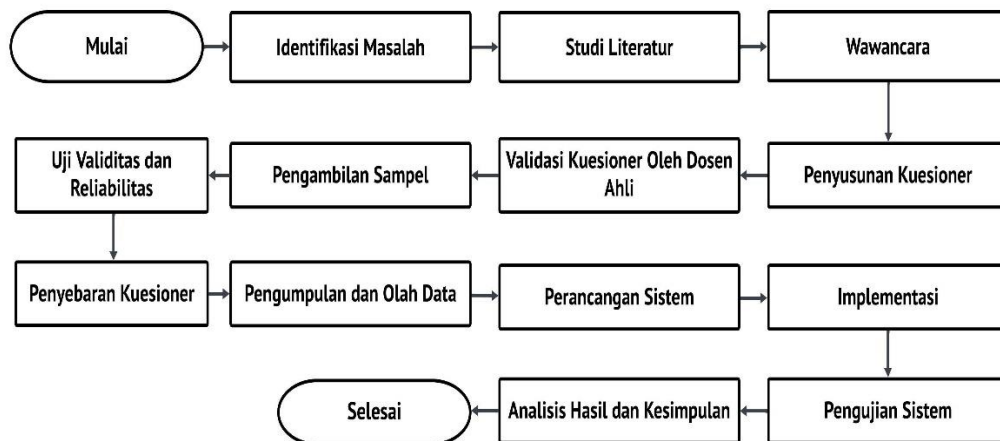 Mulai
Identifikasi Masalah
Studi Literatur
Wawancara
Penyusunan Kuesioner
Validasi Kuesioner Oleh Dosen
Ahli
Pengambilan Sampel
Uji Validitas dan
Reliabilitas
Penyebaran Kuesioner
Pengumpulan dan Olah Data
Perancangan Sistem
Implementasi
Pengujian Sistem
Analisis Hasil dan Kesimpulan
Selesai